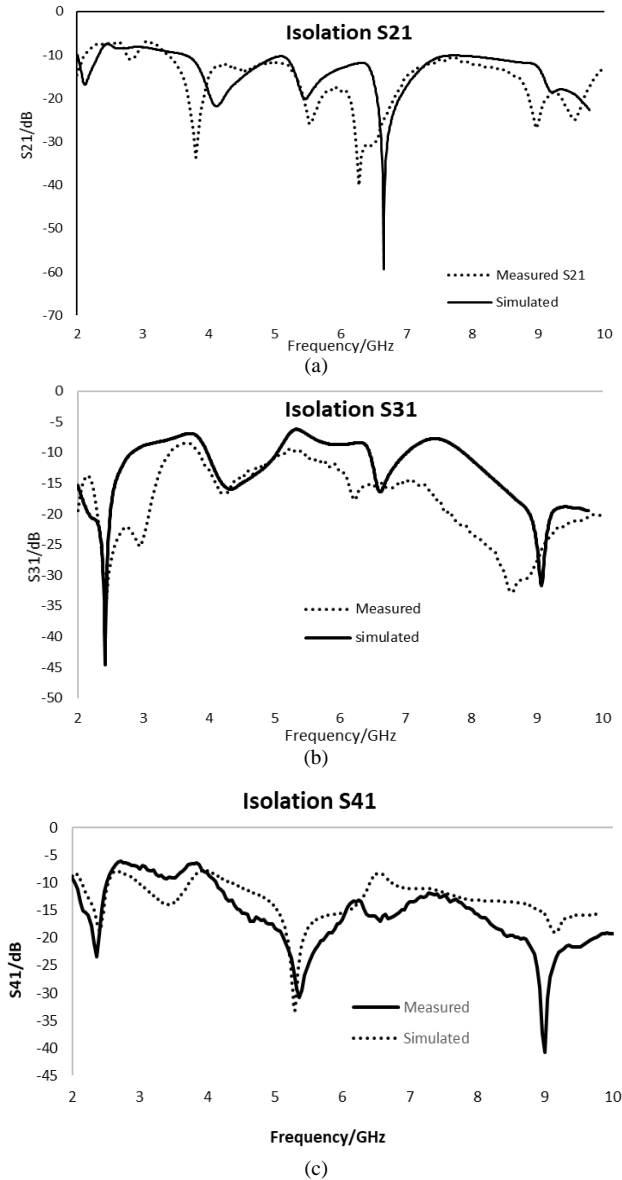 Isolation S21
0
-10
-20
-30
-40
-50
-60
-70
S21/dB
Measured S21
Simulated
2 3 4 5 6 7 8 9 10
Frequency/GHz
(a)
Isolation S31
0
-5
-10
-15
-20
-25
-30
-35
-40
-45
-50
S31/dB
Measured
simulated
2 3 4 5 6 7 8 9 10
Frequency/GHz
(b)
Isolation S41
0
-5
-10
-15
-20
-25
-30
-35
-40
-45
S41/dB
Measured
Simulated
2 3 4 5 6 7 8 9 10
Frequency/GHz
(c)